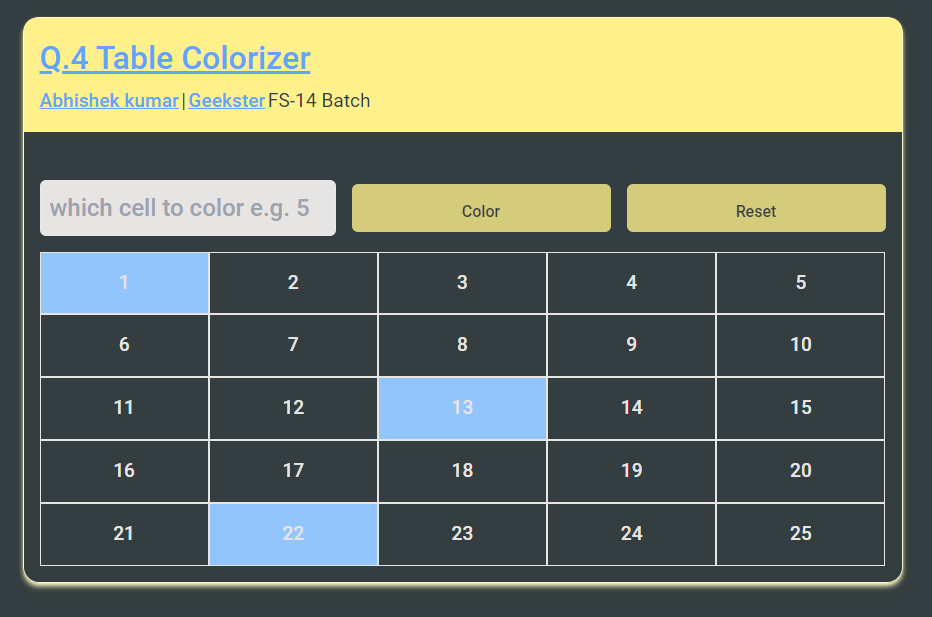 Q.4 Table Colorizer
Abhishek kumar | Geekster FS-14 Batch
which cell to color e.g. 5 Color Reset
1 2 3 4 5
6 7 8 9 10
11 12 13 14 15
16 17 18 19 20
21 22 23 24 25